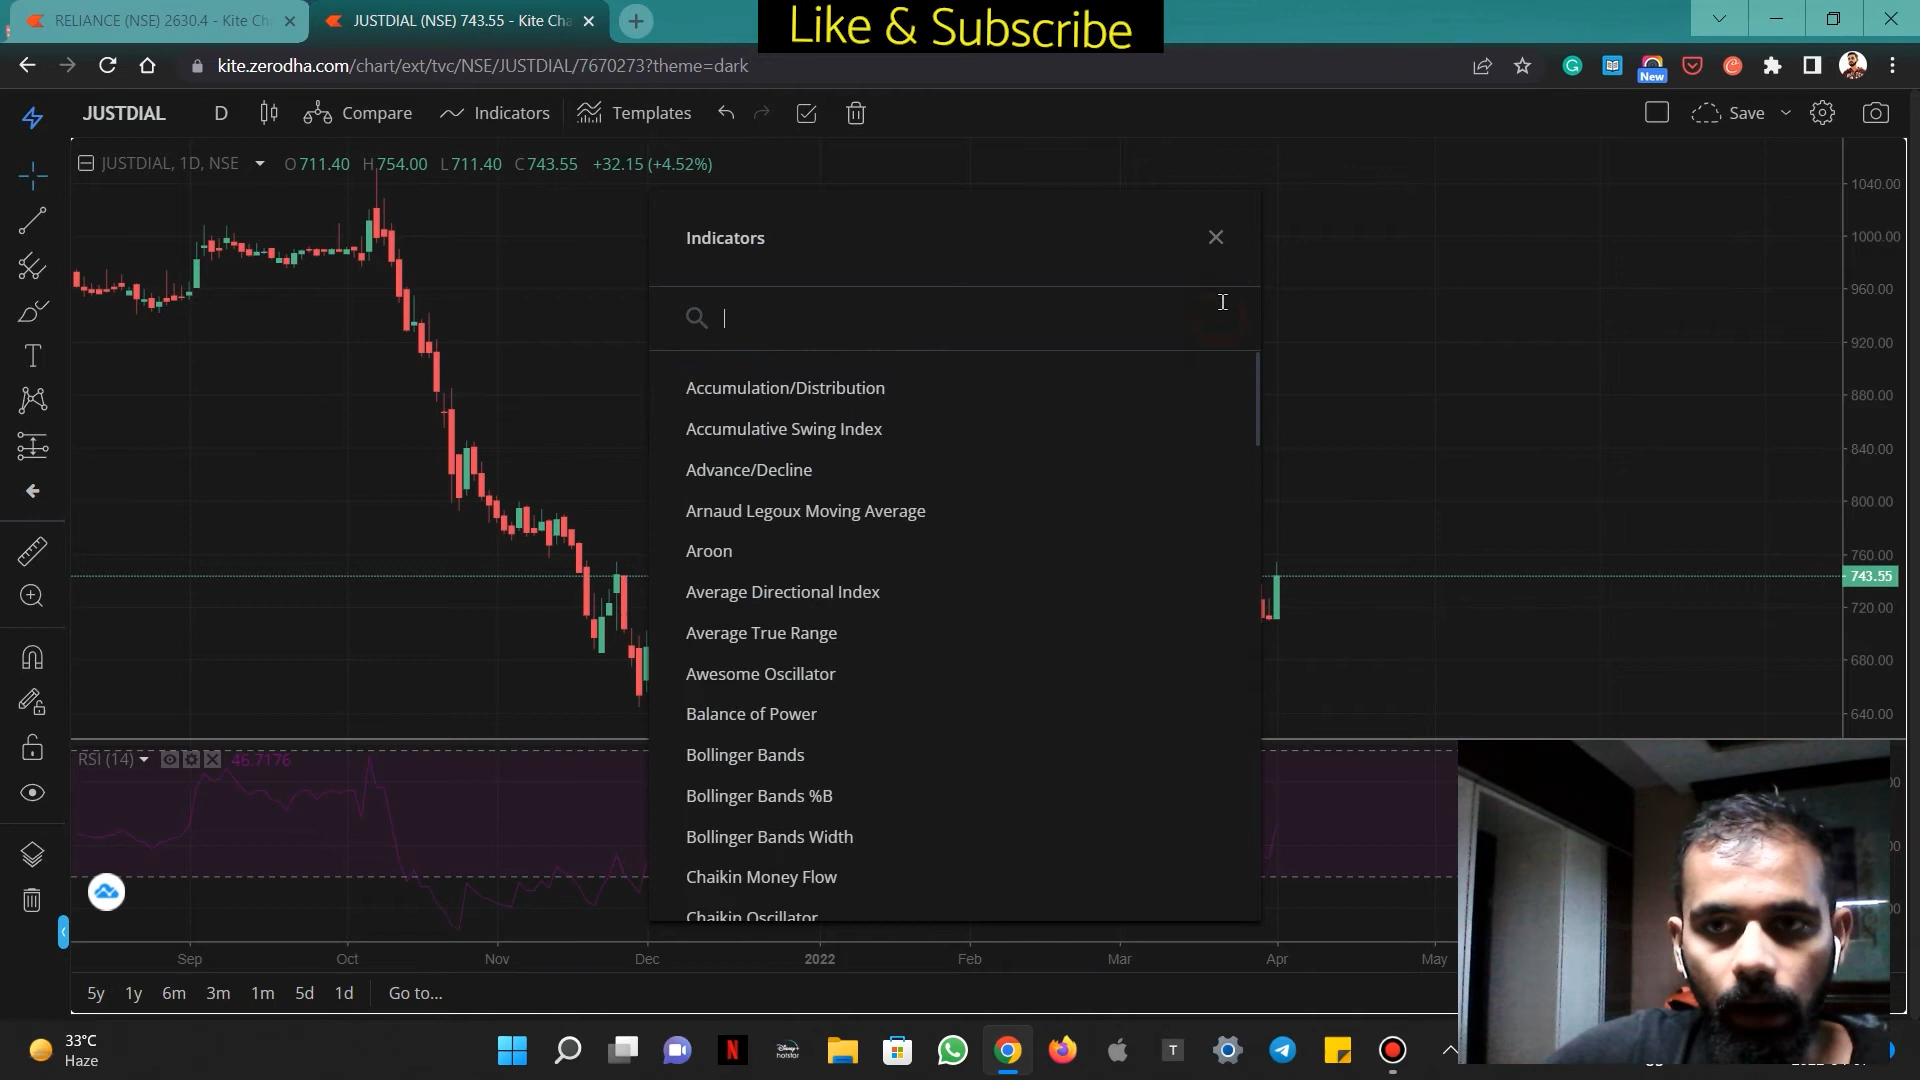 RELIANCE (NSE) 2630.4 - Kite Ch
JUSTDIAL (NSE) 743.55 - Kite Cha
Like & Subscribe
kite.zerodha.com/chart/ext/tvc/NSE/JUSTDIAL/7670273?theme=dark
New
JUSTDIAL D Compare Indicators Templates Save
JUSTDIAL, 1D, NSE O711.40 H754.00 L711.40 C743.55 +32.15 (+4.52%)
1040.00
Indicators
1000.00
960.00
920.00
Accumulation/Distribution
880.00
Accumulative Swing Index
840.00
Advance/Decline
800.00
Arnaud Legoux Moving Average
Aroon
760.00
743.55
Average Directional Index
720.00
Average True Range
680.00
Awesome Oscillator
640.00
Balance of Power
Bollinger Bands
RSI (14) 46.7176
Bollinger Bands %B
Bollinger Bands Width
Chaikin Money Flow
Chaikin Oscillator
Sep Oct Nov Dec 2022 Feb Mar Apr May
5y 1y 6m 3m 1m 5d 1d Go to...
33°C
Haze
N
hotstar
T